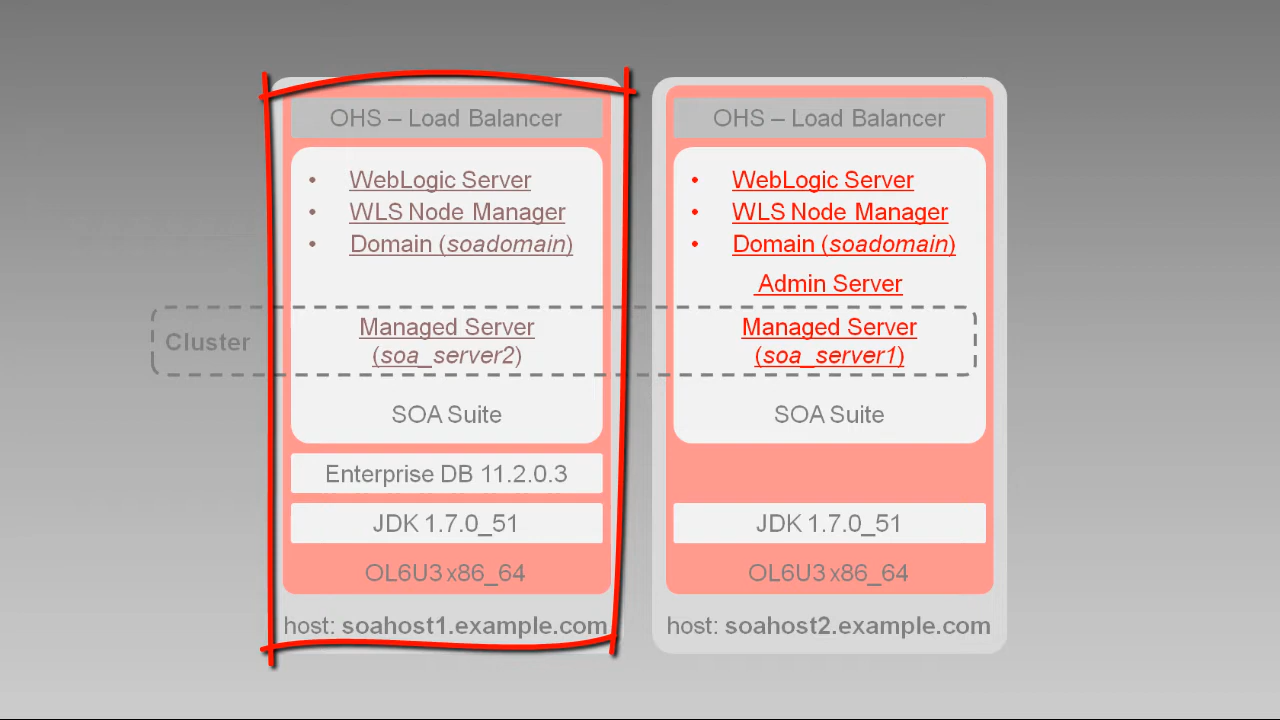 OHS – Load Balancer
• WebLogic Server
• WLS Node Manager
• Domain (soadomain)
Cluster
Managed Server
(soa_server2)
SOA Suite
Enterprise DB 11.2.0.3
JDK 1.7.0_51
OL6U3 x86_64
host: soahost1.example.com
OHS – Load Balancer
• WebLogic Server
• WLS Node Manager
• Domain (soadomain)
Admin Server
Managed Server
(soa_server1)
SOA Suite
JDK 1.7.0_51
OL6U3 x86_64
host: soahost2.example.com